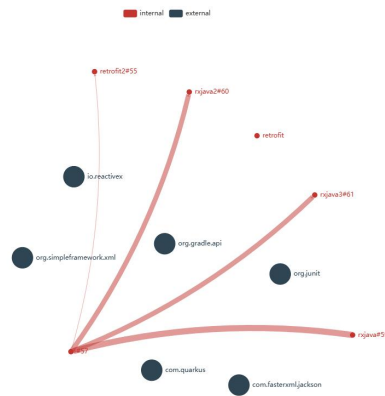 internal external
retrofit2#55
rxjava2#60
retrofit
io.reactivex
rxjava3#61
org.gradle.api
org.simpleframework.xml
org.junit
rxjava#5
com.quarkus
com.fasterxml.jackson